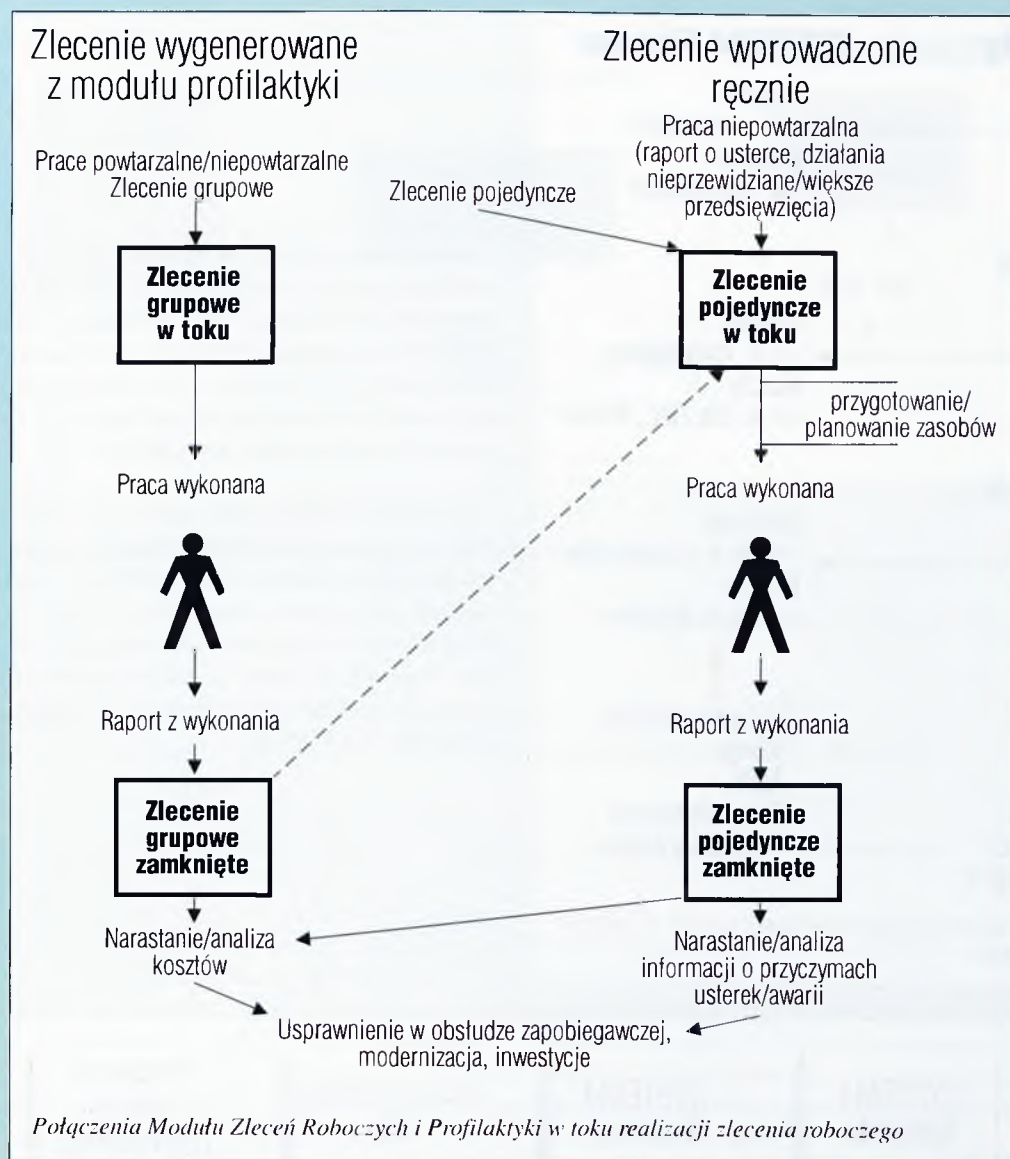 Zlecenie wygenerowane
z modułu profilaktyki
Prace powtarzalne/niepowtarzalne
Zlecenie grupowe
Zlecenie
grupowe
w toku
Praca wykonana
Raport z wykonania
Zlecenie
grupowe
zamknięte
Narastanie/analiza
kosztów
Zlecenie wprowadzone
ręcznie
Praca niepowtarzalna
(raport o usterce, działania
nieprzewidziane/większe
przedsięwzięcia)
Zlecenie pojedyncze
Zlecenie
pojedyncze
w toku
przygotowanie/
planowanie zasobów
Praca wykonana
Raport z wykonania
Zlecenie
pojedyncze
zamknięte
Narastanie/analiza
informacji o przyczymach
usterek/awarii
Usprawnienie w obsłudze zapobiegawczej,
modernizacja, inwestycje
Połączenia Modułu Zleceń Roboczych i Profilaktyki w toku realizacji zlecenia roboczego